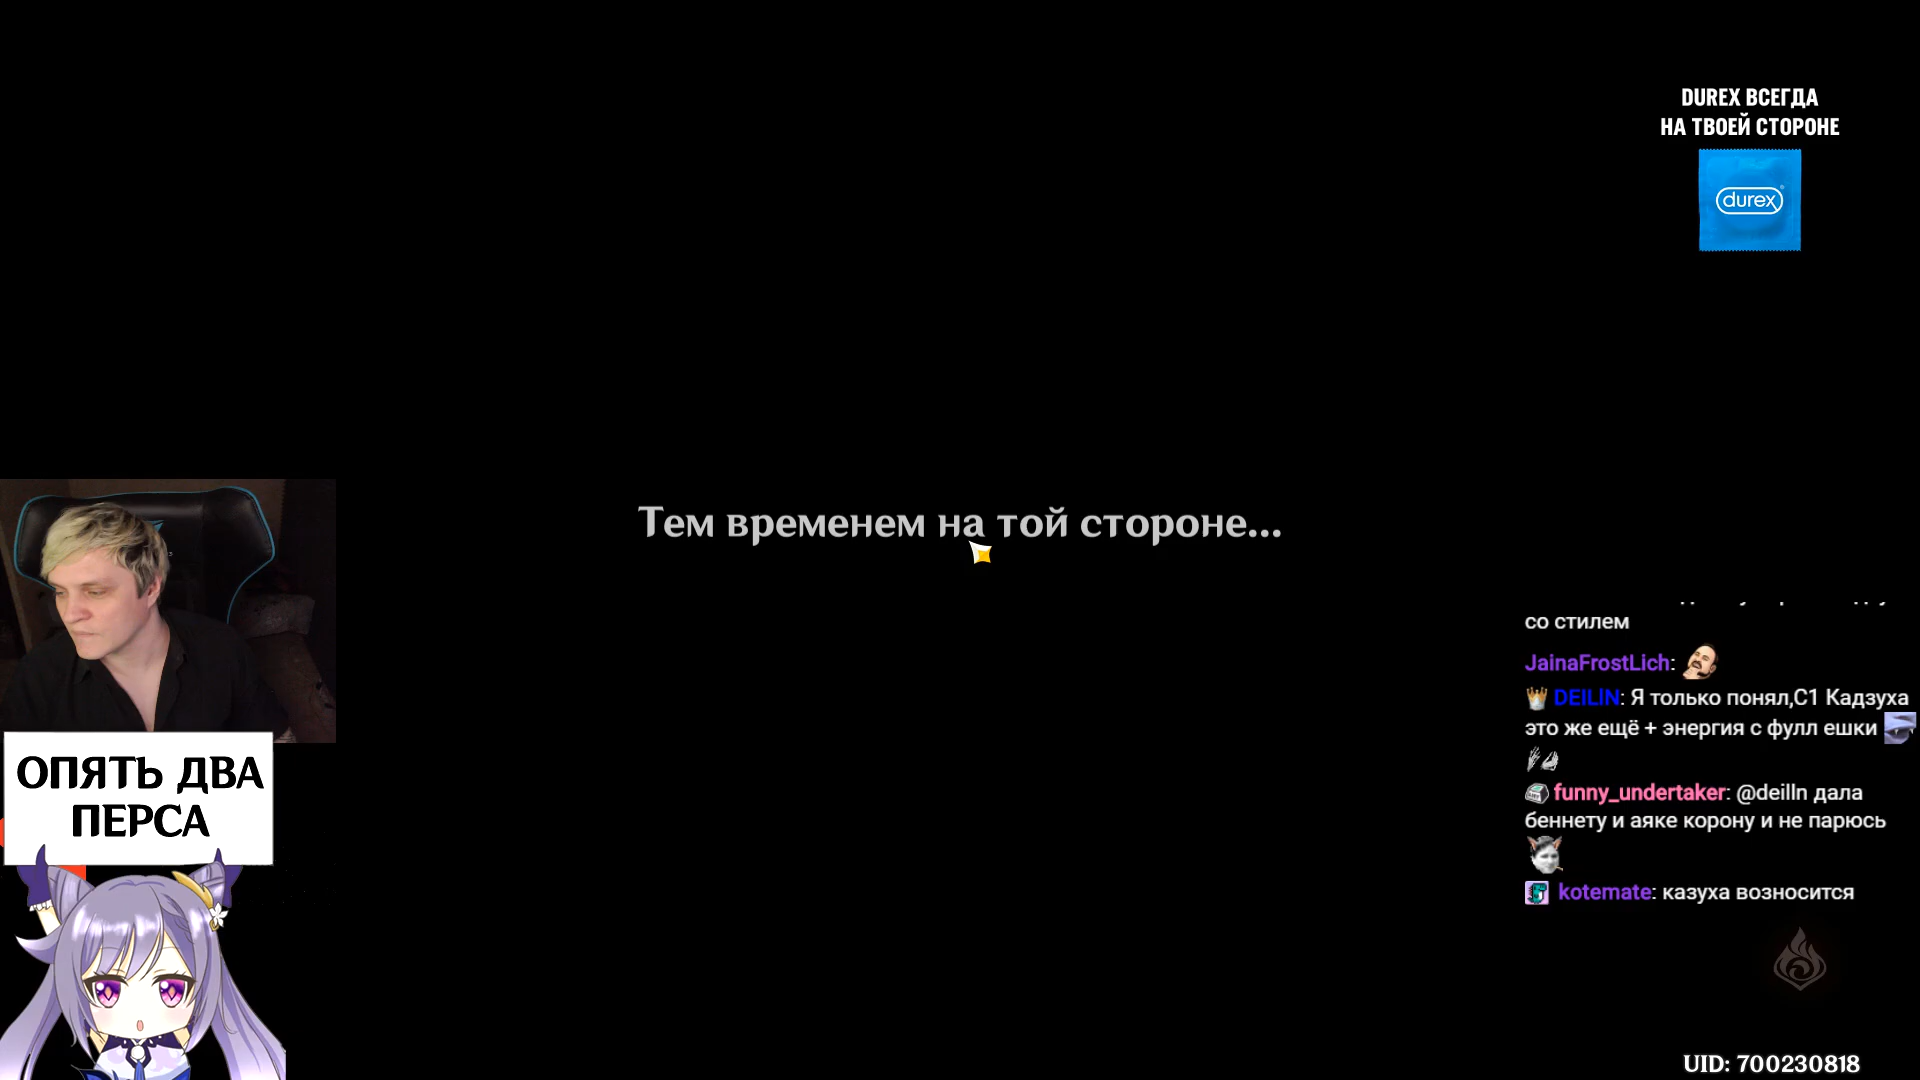 DUREX ВСЕГДА
НА ТВОЕЙ СТОРОНЕ
durex
Тем временем на той стороне...
со стилем
JainaFrostLich:
DEILlN: Я только понял,С1 Кадзуха
это же ещё + энергия с фулл ешки
funny_undertaker: @deilln дала
беннету и аяке корону и не парюсь
kotemate: казуха возносится
ОПЯТЬ ДВА
ПЕРСА
UID: 700230818